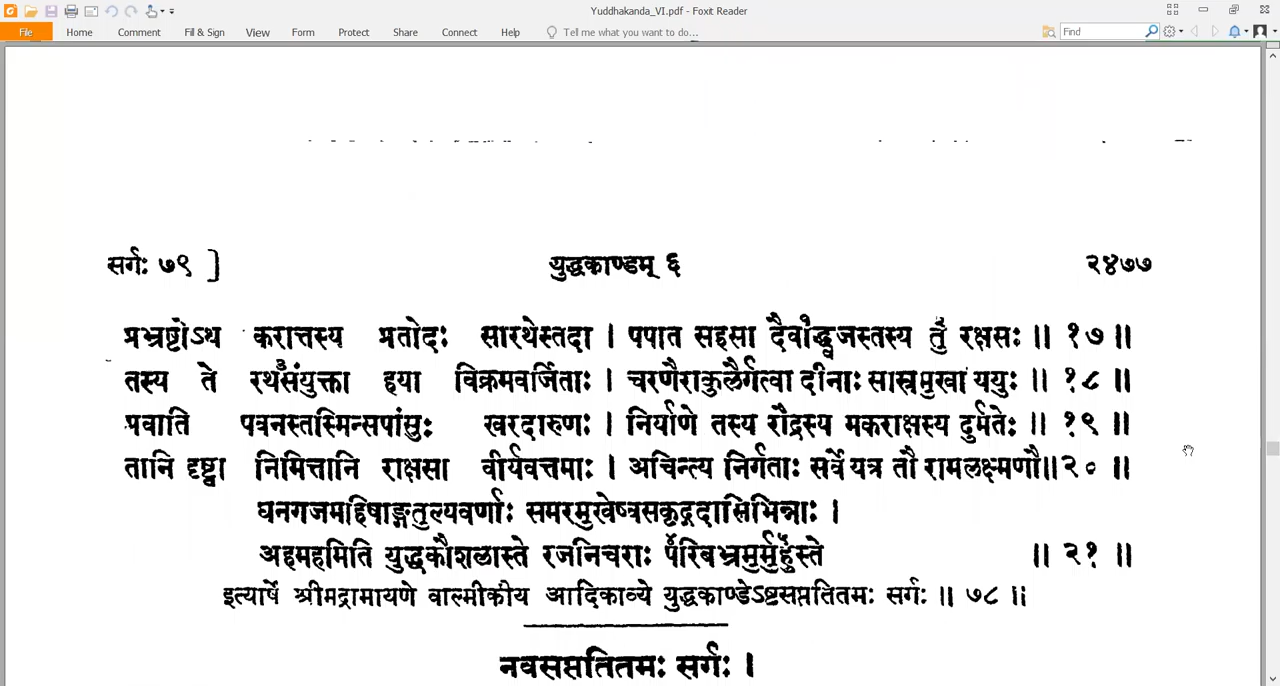 Yuddhakanda_VI.pdf - Foxit Reader
File Home Comment Fill & Sign View Form Protect Share Connect Help Tell me what you want to do... Find
सर्गः ७९ ] युद्धकाण्डम् ६ २४७७
प्रभ्रष्टोऽथ करात्तस्य प्रतोदः सारथेस्तदा । पपात सहसा दैवाद्ध्वजस्तस्य तु रक्षसः ॥ १७ ॥
तस्य ते रथसंयुक्ता हया विक्रमवर्जिताः । चरणैराकुलैर्गत्वा दीनाः सास्रमुखा ययुः ॥ १८ ॥
प्रवाति पवनस्तस्मिन्सपांसुः खरदारुणः । निर्याणे तस्य रौद्रस्य मकराक्षस्य दुर्मतेः ॥ १९ ॥
तानि दृष्ट्वा निमित्तानि राक्षसा वीर्यवत्तमाः । अचिन्त्य निर्गताः सर्वे यत्र तौ रामलक्ष्मणौ॥२० ॥
घनगजमहिषाङ्गतुल्यवर्णाः समरमुखेष्वसकृद्गदासिभिन्नाः ।
अहमहमिति युद्धकौशलास्ते रजनिचराः परिबभ्रमुर्मुहुस्ते ॥ २१ ॥
इत्यार्षे श्रीमद्रामायणे वाल्मीकीय आदिकाव्ये युद्धकाण्डेऽष्टसप्ततितमः सर्गः ॥ ७८ ॥
नवसप्ततितमः सर्गः ।